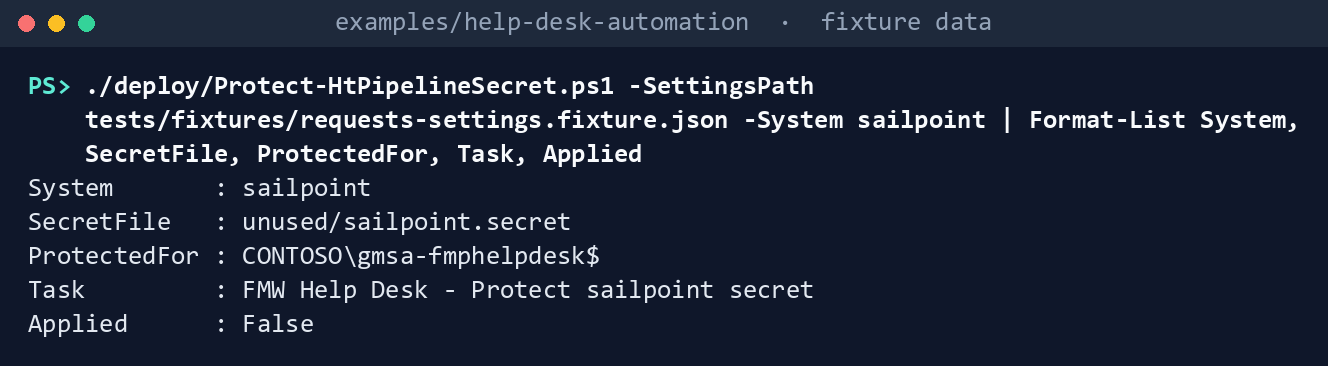 examples/help-desk-automation · fixture data
PS> ./deploy/Protect-HtPipelineSecret.ps1 -SettingsPath
tests/fixtures/requests-settings.fixture.json -System sailpoint | Format-List System,
SecretFile, ProtectedFor, Task, Applied
System       : sailpoint
SecretFile   : unused/sailpoint.secret
ProtectedFor : CONTOSO\gmsa-fmphelpdesk$
Task         : FMW Help Desk - Protect sailpoint secret
Applied      : False